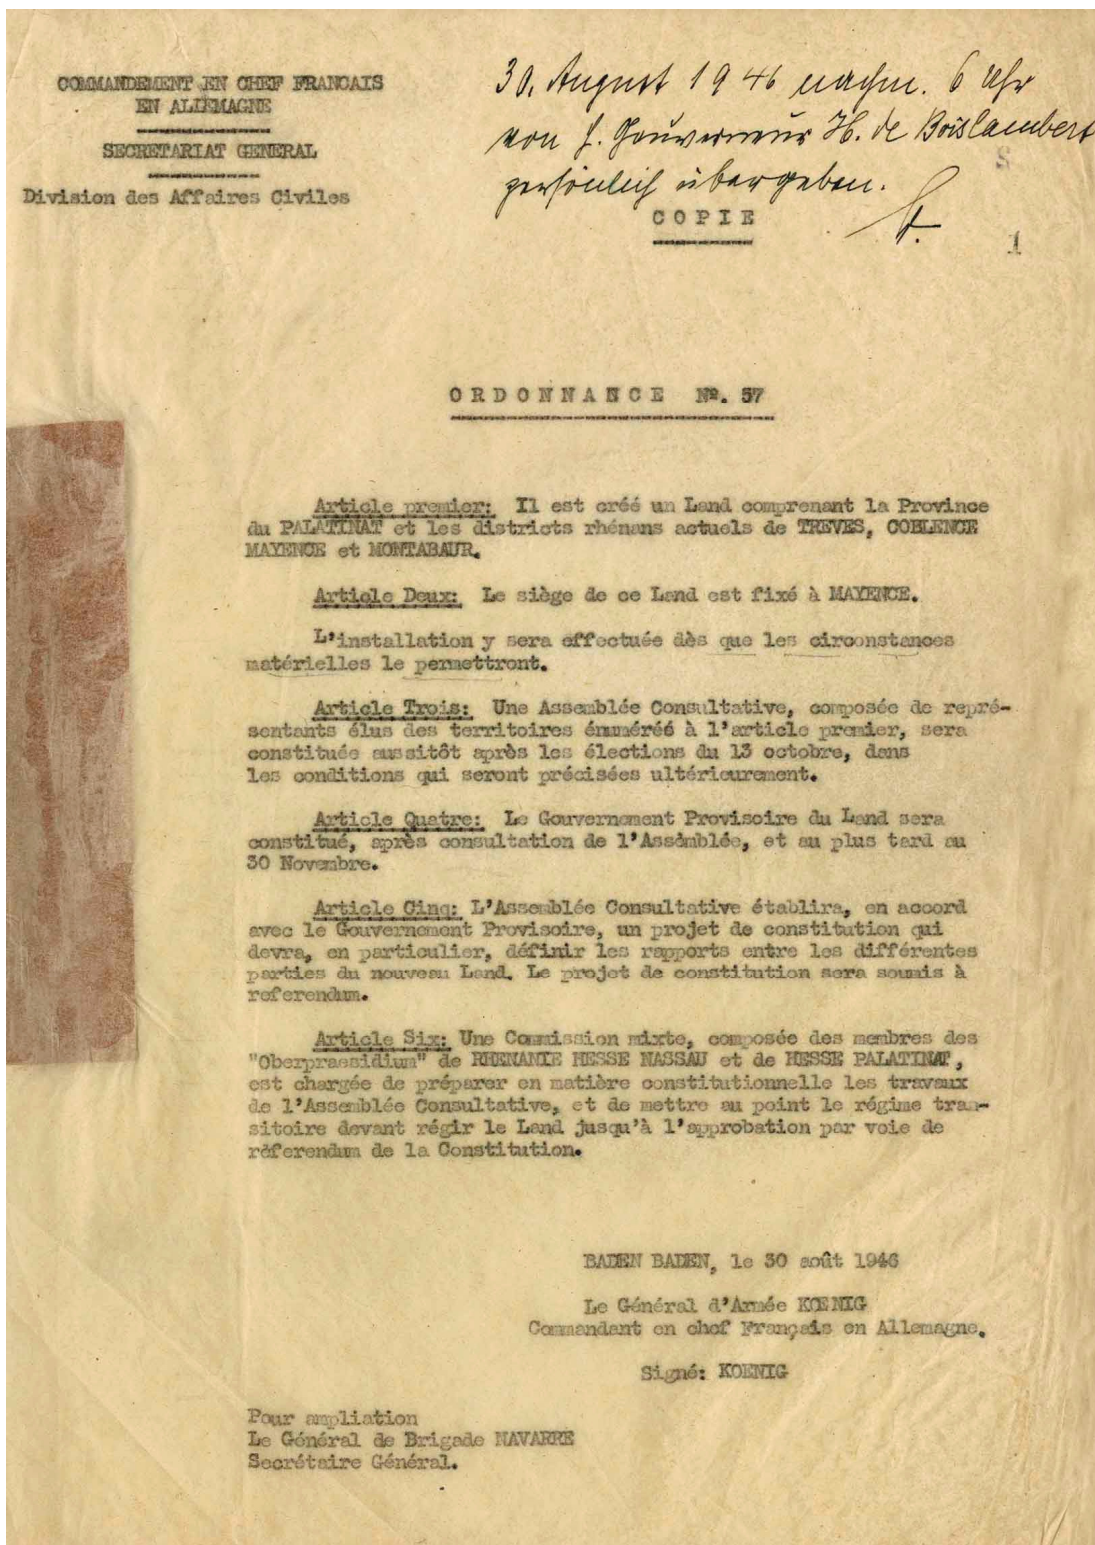 COMMANDEMENT EN CHEF FRANCAIS
EN ALLEMAGNE
SECRETARIAT GENERAL
Division des Affaires Civiles
30. August 1946 nachm. 6 Uhr
von H. Gouverneur H. de Boislambert
persönlich übergeben.
COPIE
1
ORDONNANCE Nº. 57
Article premier: Il est créé un Land comprenant la Province
du PALATINAT et les districts rhénans actuels de TREVES, COBLENCE
MAYENCE et MONTABAUR.
Article Deux: Le siège de ce Land est fixé à MAYENCE.
L'installation y sera effectuée dès que les circonstances
matérielles le permettront.
Article Trois: Une Assemblée Consultative, composée de repré-
sentants élus des territoires énuméréé à l'article premier, sera
constituée aussitôt après les élections du 13 octobre, dans
les conditions qui seront précisées ultérieurement.
Article Quatre: Le Gouvernement Provisoire du Land sera
constitué, après consultation de l'Assemblée, et au plus tard au
30 Novembre.
Article Cinq: L'Assemblée Consultative établira, en accord
avec le Gouvernement Provisoire, un projet de constitution qui
devra, en particulier, définir les rapports entre les différentes
parties du nouveau Land. Le projet de constitution sera soumis à
referendum.
Article Six: Une Commission mixte, composée des membres des
"Oberpraesidium" de RHENANIE HESSE NASSAU et de HESSE PALATINAT,
est chargée de préparer en matière constitutionnelle les travaux
de l'Assemblée Consultative, et de mettre au point le régime tran-
sitoire devant régir le Land jusqu'à l'approbation par voie de
réferendum de la Constitution.
BADEN BADEN, le 30 août 1946
Le Général d'Armée KŒNIG
Commandant en chef Français en Allemagne.
Signé: KOENIG
Pour ampliation
Le Général de Brigade NAVARRE
Secrétaire Général.